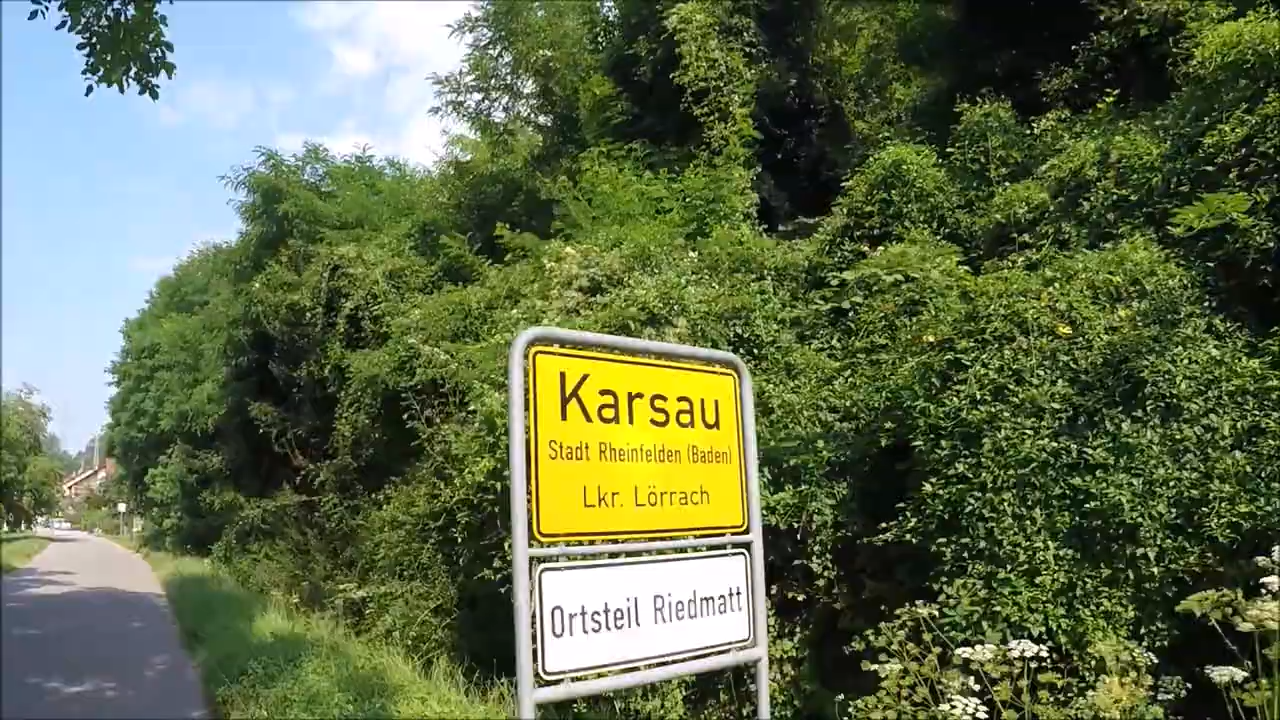 Karsau
Stadt Rheinfelden (Baden)
Lkr. Lörrach
Ortsteil Riedmatt